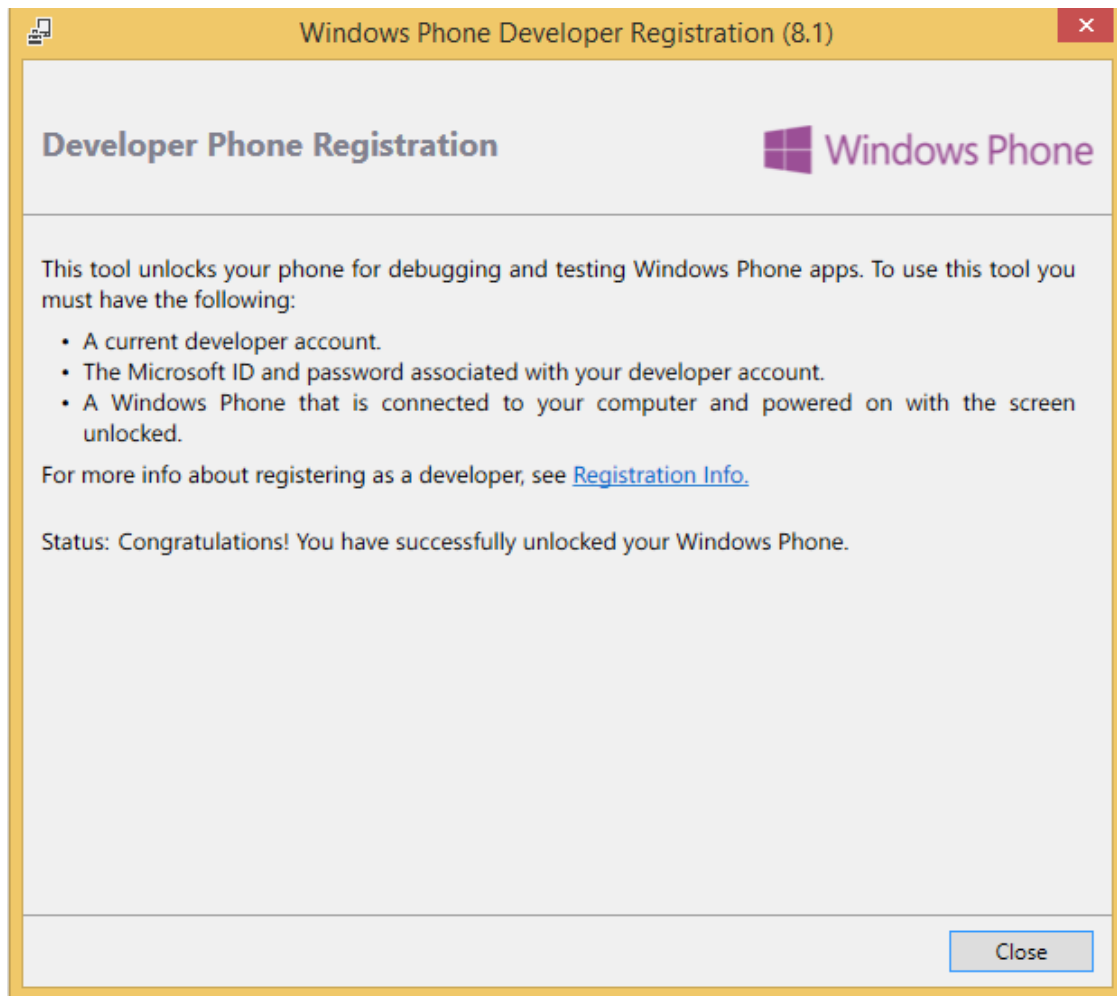 Windows Phone Developer Registration (8.1)
Developer Phone Registration
Windows Phone
This tool unlocks your phone for debugging and testing Windows Phone apps. To use this tool you
must have the following:
• A current developer account.
• The Microsoft ID and password associated with your developer account.
• A Windows Phone that is connected to your computer and powered on with the screen
unlocked.
For more info about registering as a developer, see Registration Info.
Status: Congratulations! You have successfully unlocked your Windows Phone.
Close